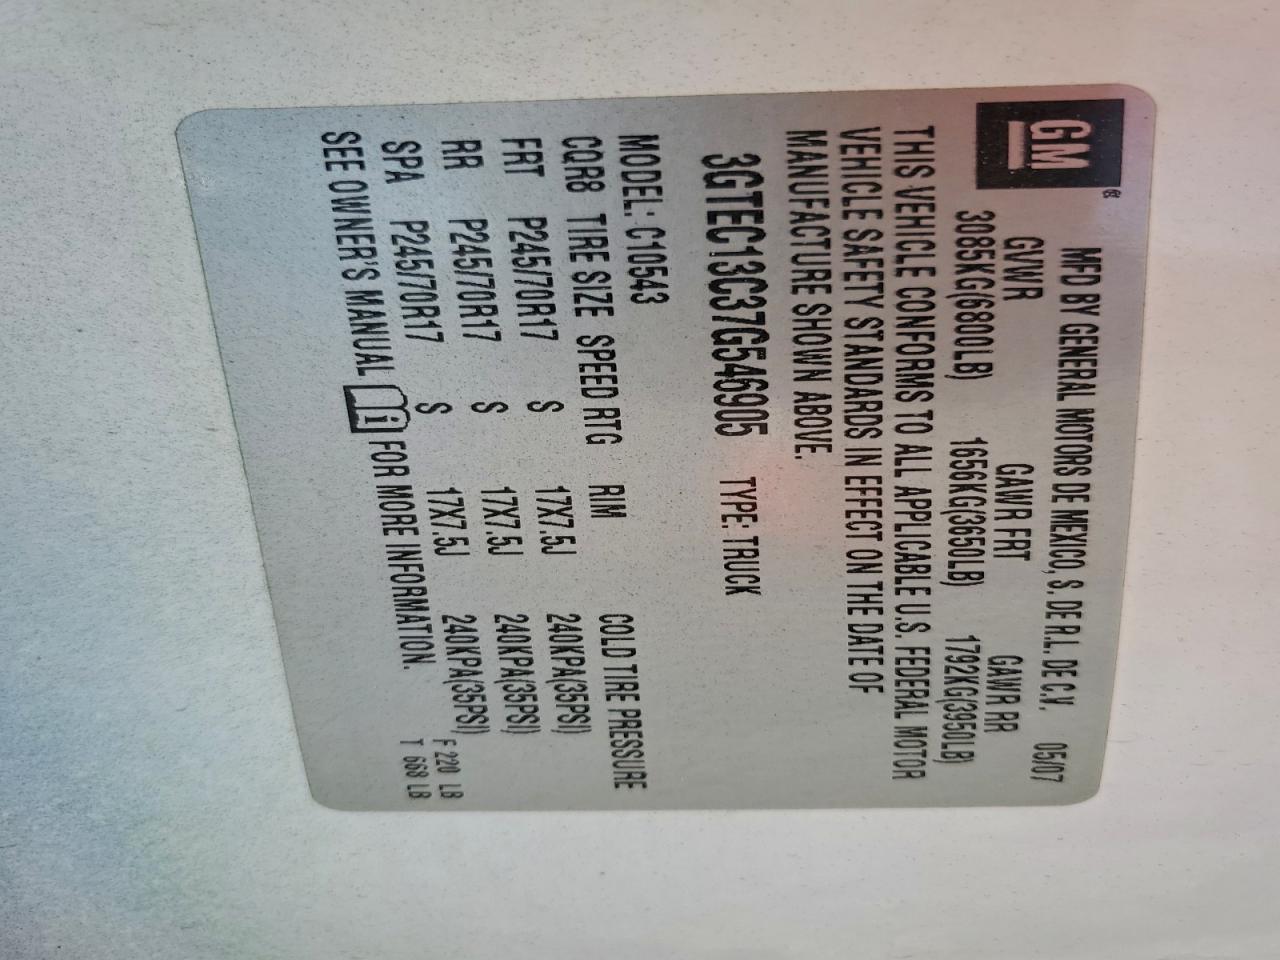 GM
MFD BY GENERAL MOTORS DE MEXICO, S. DE R.L. DE C.V. 05/07
GVWR GAWR FRT GAWR RR
3085KG(6800LB) 1656KG(3650LB) 1792KG(3950LB)
THIS VEHICLE CONFORMS TO ALL APPLICABLE U.S. FEDERAL MOTOR
VEHICLE SAFETY STANDARDS IN EFFECT ON THE DATE OF
MANUFACTURE SHOWN ABOVE.
3GTEC13C37G546905 TYPE: TRUCK
MODEL: C10543
CQR8 TIRE SIZE SPEED RTG RIM COLD TIRE PRESSURE
FRT P245/70R17 S 17X7.5J 240KPA(35PSI)
RR P245/70R17 S 17X7.5J 240KPA(35PSI)
SPA P245/70R17 S 17X7.5J 240KPA(35PSI)
SEE OWNER'S MANUAL i FOR MORE INFORMATION.
F 220 LB
T 668 LB